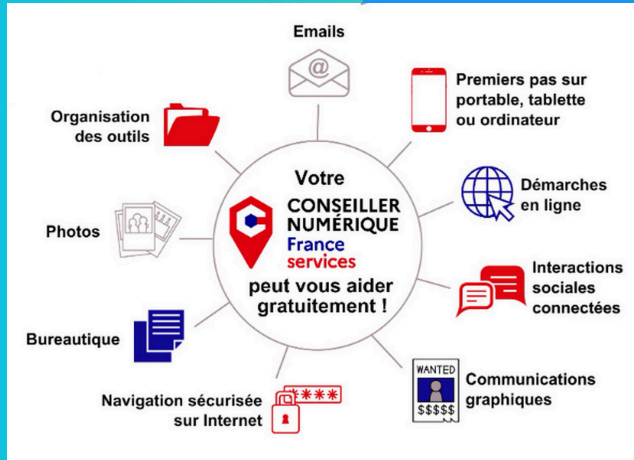 Emails
@
Premiers pas sur
portable, tablette
ou ordinateur
Organisation
des outils
Votre
CONSEILLER
NUMÉRIQUE
France
services
peut vous aider
gratuitement !
Démarches
en ligne
Photos
Interactions
sociales
connectées
Bureautique
WANTED
$$$$$
Communications
graphiques
****
Navigation sécurisée
sur Internet